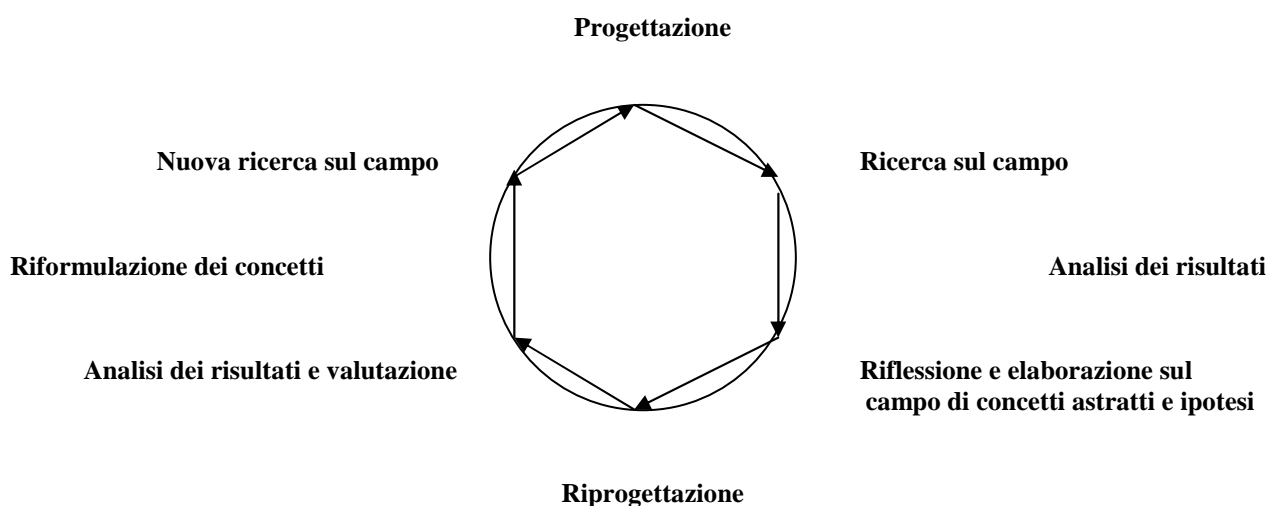 Progettazione
Nuova ricerca sul campo
Ricerca sul campo
Riformulazione dei concetti
Analisi dei risultati
Analisi dei risultati e valutazione
Riflessione e elaborazione sul
campo di concetti astratti e ipotesi
Riprogettazione